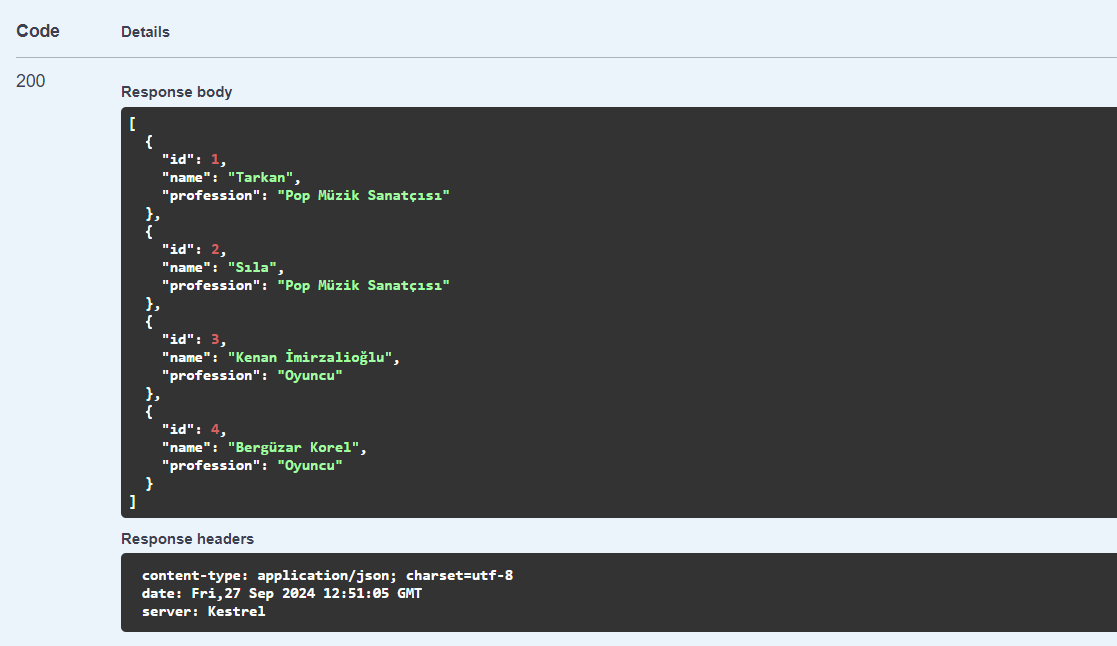 Code Details
200
Response body
[
  {
    "id": 1,
    "name": "Tarkan",
    "profession": "Pop Müzik Sanatçısı"
  },
  {
    "id": 2,
    "name": "Sıla",
    "profession": "Pop Müzik Sanatçısı"
  },
  {
    "id": 3,
    "name": "Kenan İmirzalioğlu",
    "profession": "Oyuncu"
  },
  {
    "id": 4,
    "name": "Bergüzar Korel",
    "profession": "Oyuncu"
  }
]
Response headers
content-type: application/json; charset=utf-8
date: Fri,27 Sep 2024 12:51:05 GMT
server: Kestrel